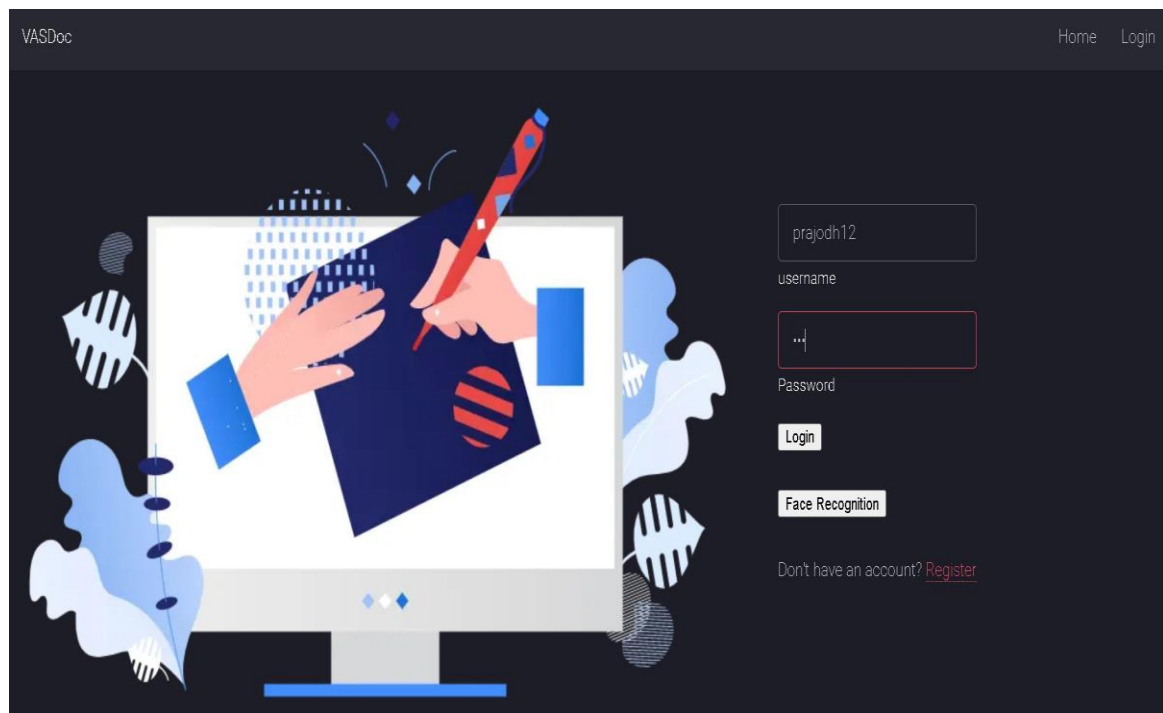 VASDoc
Home Login
prajodh12
username
•••
Password
Login
Face Recognition
Don't have an account? Register